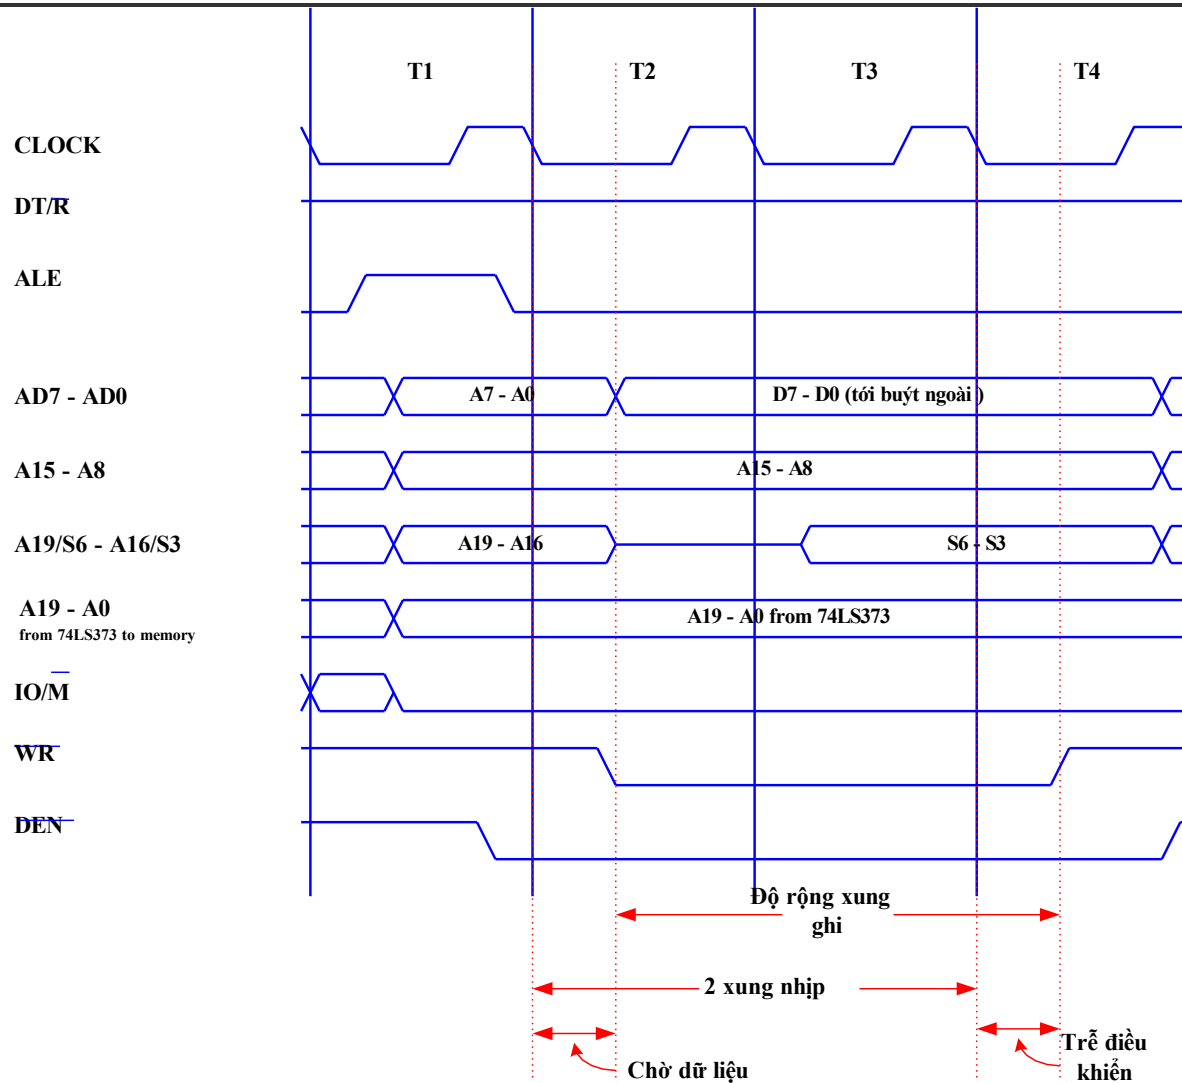 T1 T2 T3 T4
CLOCK
DT/R̅
ALE
AD7 - AD0 A7 - A0 D7 - D0 (tới buýt ngoài )
A15 - A8 A15 - A8
A19/S6 - A16/S3 A19 - A16 S6 - S3
A19 - A0 A19 - A0 from 74LS373
from 74LS373 to memory
IO/M̅
W̅R̅
D̅E̅N̅
Độ rộng xung
ghi
2 xung nhịp
Chờ dữ liệu
Trễ điều
khiển